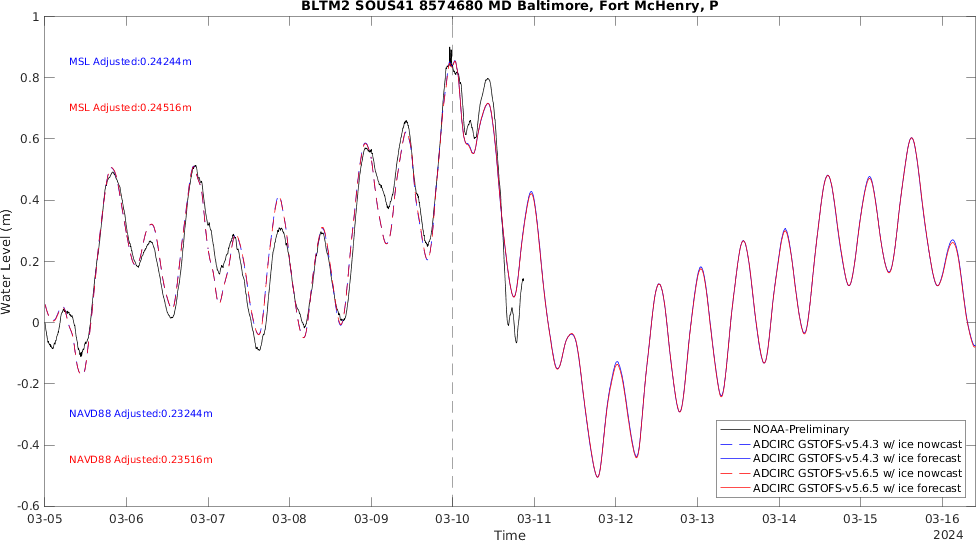 BLTM2 SOUS41 8574680 MD Baltimore, Fort McHenry, P
MSL Adjusted:0.24244m
MSL Adjusted:0.24516m
NAVD88 Adjusted:0.23244m
NAVD88 Adjusted:0.23516m
Water Level (m)
1
0.8
0.6
0.4
0.2
0
-0.2
-0.4
-0.6
NOAA-Preliminary
ADCIRC GSTOFS-v5.4.3 w/ ice nowcast
ADCIRC GSTOFS-v5.4.3 w/ ice forecast
ADCIRC GSTOFS-v5.6.5 w/ ice nowcast
ADCIRC GSTOFS-v5.6.5 w/ ice forecast
03-05 03-06 03-07 03-08 03-09 03-10 03-11 03-12 03-13 03-14 03-15 03-16
Time
2024